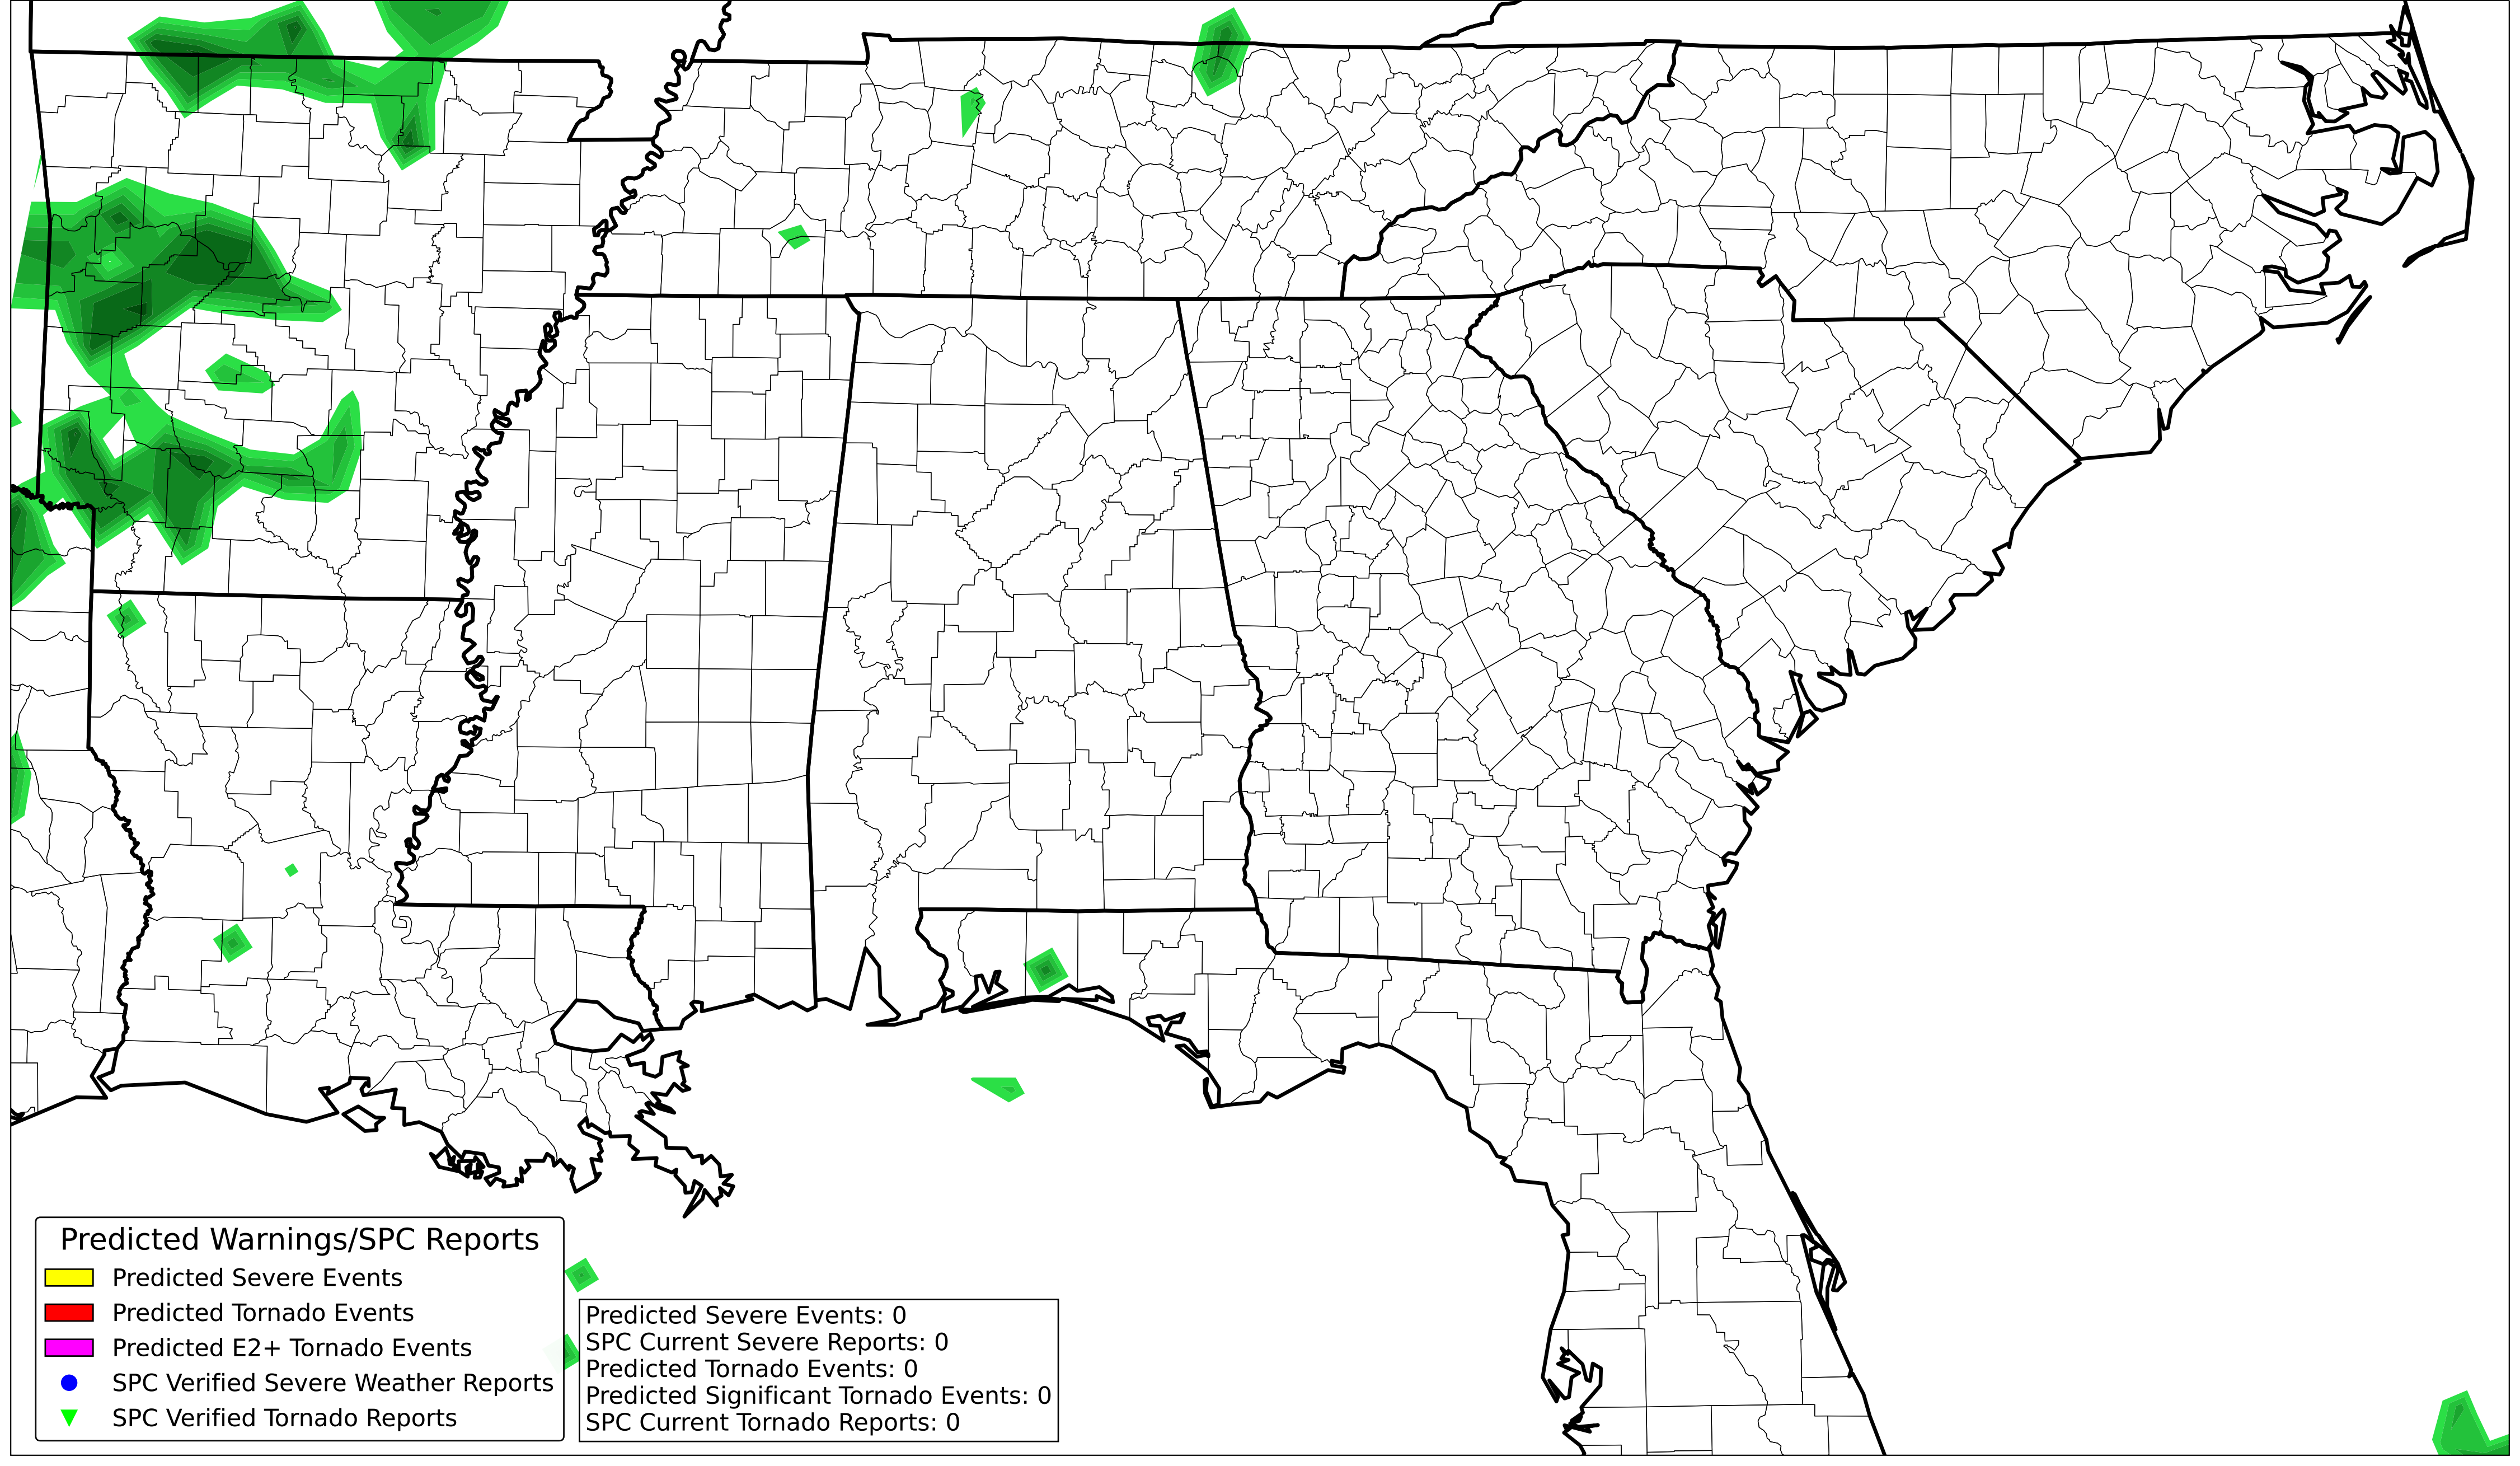 Predicted Warnings/SPC Reports
Predicted Severe Events
Predicted Tornado Events
Predicted E2+ Tornado Events
SPC Verified Severe Weather Reports
SPC Verified Tornado Reports
Predicted Severe Events: 0
SPC Current Severe Reports: 0
Predicted Tornado Events: 0
Predicted Significant Tornado Events: 0
SPC Current Tornado Reports: 0